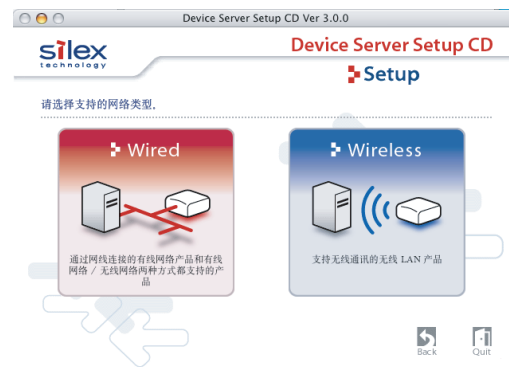 Device Server Setup CD Ver 3.0.0
silex
technology
Device Server Setup CD
Setup
请选择支持的网络类型。
Wired
通过网线连接的有线网络产品和有线
网络 / 无线网络两种方式都支持的产
品
Wireless
支持无线通讯的无线 LAN 产品
Back
Quit